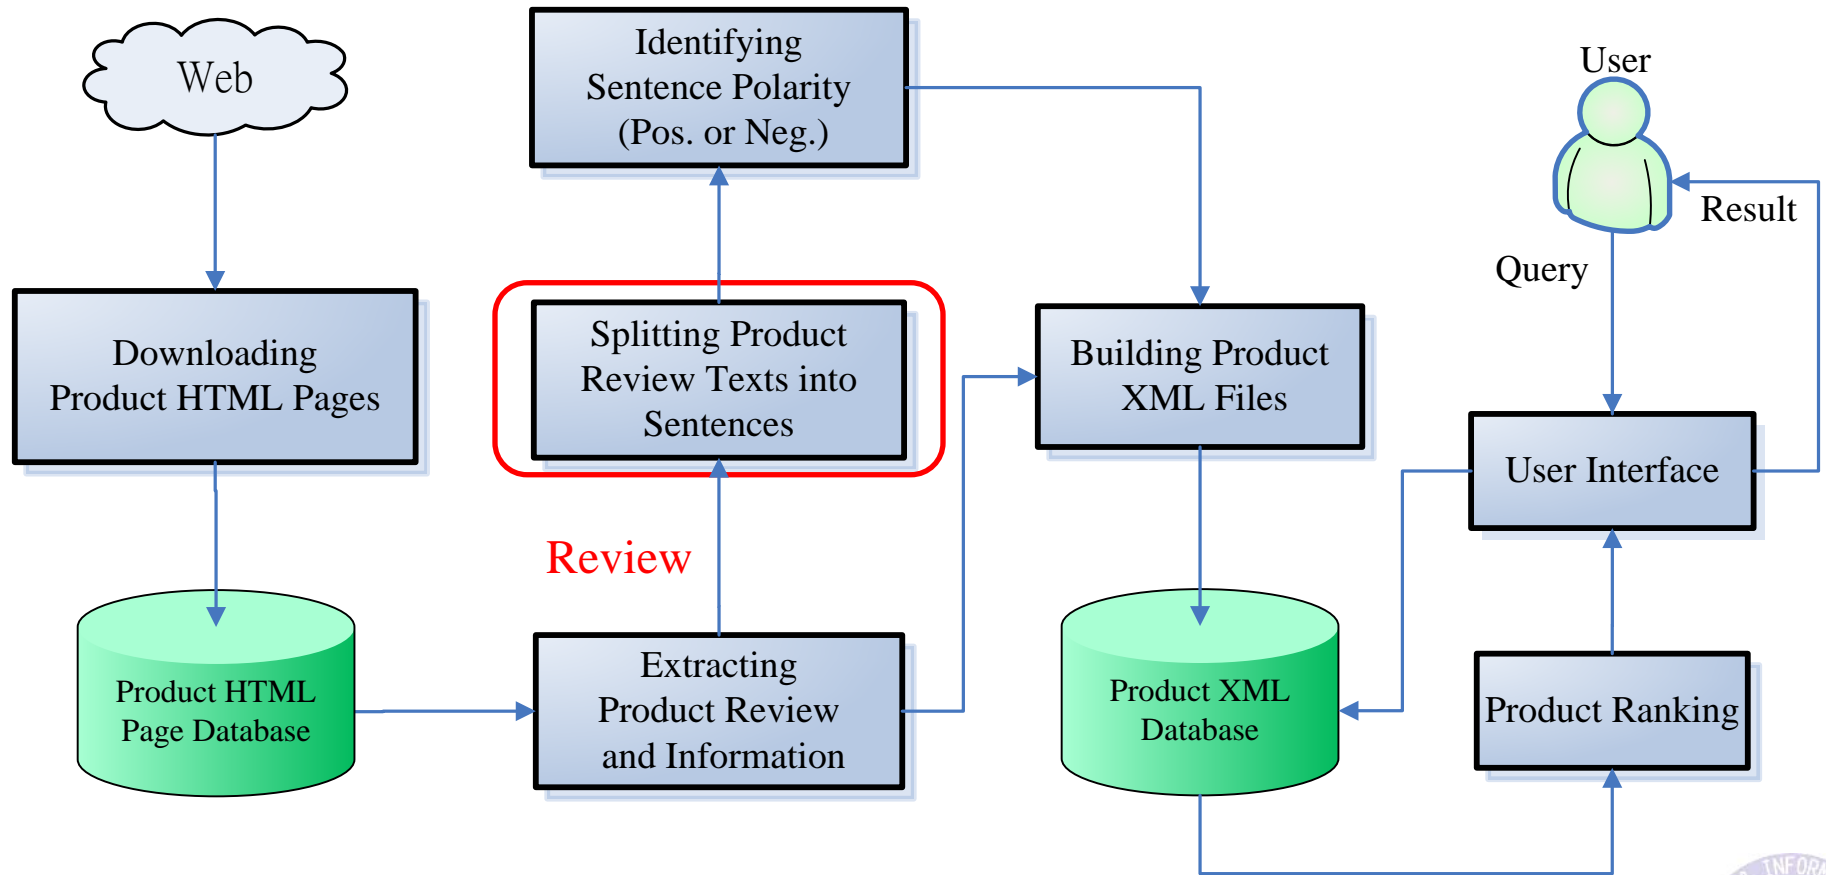 Web
Identifying
Sentence Polarity
(Pos. or Neg.)
User
Result
Query
Downloading
Product HTML Pages
Splitting Product
Review Texts into
Sentences
Building Product
XML Files
User Interface
Review
Product HTML
Page Database
Extracting
Product Review
and Information
Product XML
Database
Product Ranking